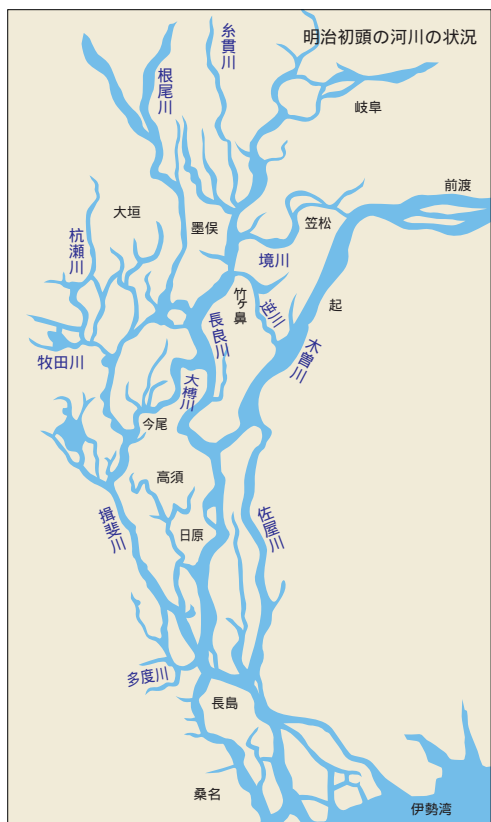 明治初頭の河川の状況
糸貫川
根尾川
岐阜
前渡
大垣
墨俣
笠松
杭瀬川
境川
竹ヶ鼻
逆川
起
長良川
木曽川
牧田川
大榑川
今尾
高須
揖斐川
日原
佐屋川
多度川
長島
桑名
伊勢湾